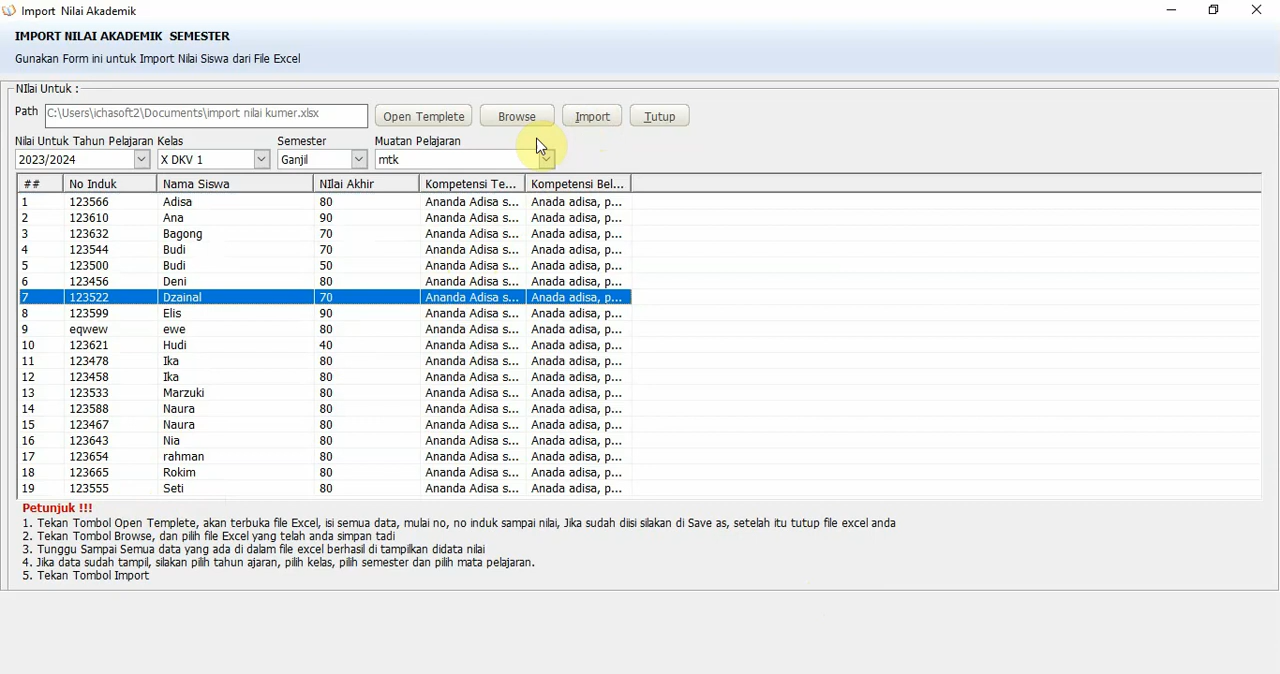 Import Nilai Akademik
IMPORT NILAI AKADEMIK  SEMESTER
Gunakan Form ini untuk Import Nilai Siswa dari File Excel
NIlai Untuk :
Path C:\Users\ichasoft2\Documents\import nilai kumer.xlsx Open Templete Browse Import Tutup
Nilai Untuk Tahun Pelajaran Kelas Semester Muatan Pelajaran
2023/2024 X DKV 1 Ganjil mtk
## No Induk Nama Siswa NIlai Akhir Kompetensi Te... Kompetensi Bel...
1 123566 Adisa 80 Ananda Adisa s... Anada adisa, p...
2 123610 Ana 90 Ananda Adisa s... Anada adisa, p...
3 123632 Bagong 70 Ananda Adisa s... Anada adisa, p...
4 123544 Budi 70 Ananda Adisa s... Anada adisa, p...
5 123500 Budi 50 Ananda Adisa s... Anada adisa, p...
6 123456 Deni 80 Ananda Adisa s... Anada adisa, p...
7 123522 Dzainal 70 Ananda Adisa s... Anada adisa, p...
8 123599 Elis 90 Ananda Adisa s... Anada adisa, p...
9 eqwew ewe 80 Ananda Adisa s... Anada adisa, p...
10 123621 Hudi 40 Ananda Adisa s... Anada adisa, p...
11 123478 Ika 80 Ananda Adisa s... Anada adisa, p...
12 123458 Ika 80 Ananda Adisa s... Anada adisa, p...
13 123533 Marzuki 80 Ananda Adisa s... Anada adisa, p...
14 123588 Naura 80 Ananda Adisa s... Anada adisa, p...
15 123467 Naura 80 Ananda Adisa s... Anada adisa, p...
16 123643 Nia 80 Ananda Adisa s... Anada adisa, p...
17 123654 rahman 80 Ananda Adisa s... Anada adisa, p...
18 123665 Rokim 80 Ananda Adisa s... Anada adisa, p...
19 123555 Seti 80 Ananda Adisa s... Anada adisa, p...
Petunjuk !!!
1. Tekan Tombol Open Templete, akan terbuka file Excel, isi semua data, mulai no, no induk sampai nilai, Jika sudah diisi silakan di Save as, setelah itu tutup file excel anda
2. Tekan Tombol Browse, dan pilih file Excel yang telah anda simpan tadi
3. Tunggu Sampai Semua data yang ada di dalam file excel berhasil di tampilkan didata nilai
4. Jika data sudah tampil, silakan pilih tahun ajaran, pilih kelas, pilih semester dan pilih mata pelajaran.
5. Tekan Tombol Import